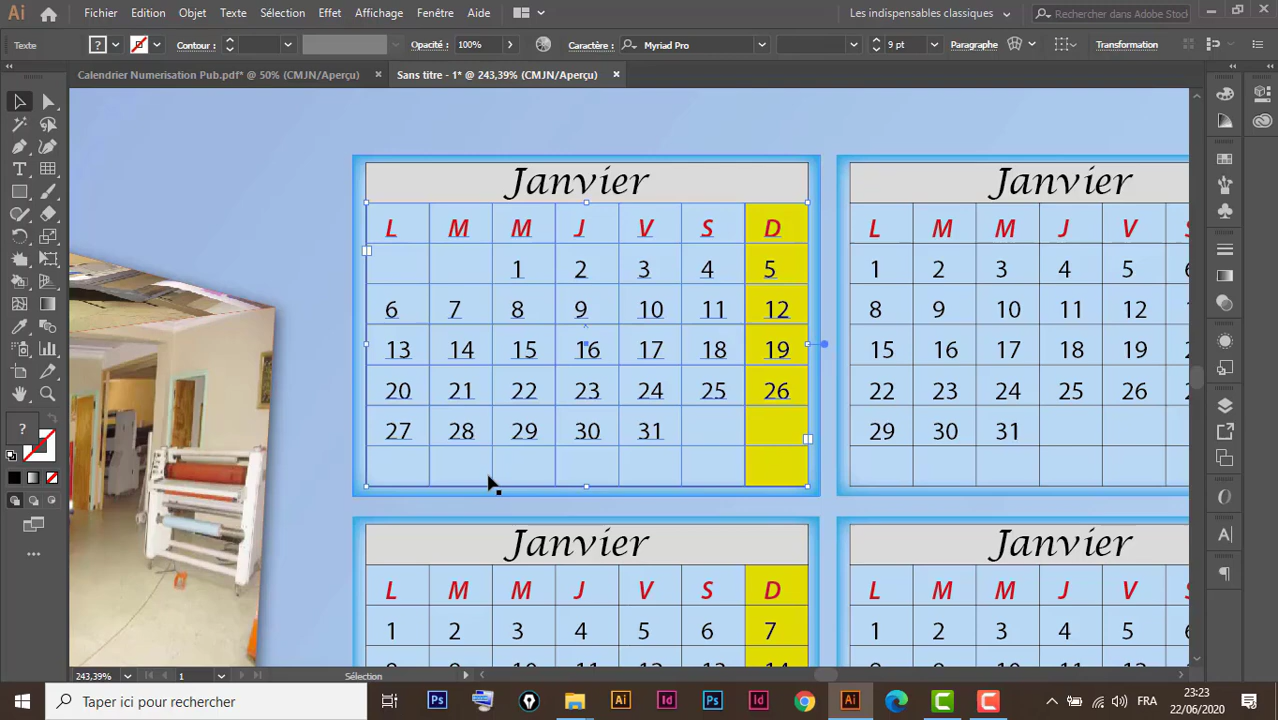 Ai Fichier Edition Objet Texte Sélection Effet Affichage Fenêtre Aide Les indispensables classiques Rechercher dans Adobe Stock
Texte ? Contour : Opacité : 100% Caractère : Myriad Pro 9 pt Paragraphe Transformation
Calendrier Numerisation Pub.pdf* @ 50% (CMJN/Aperçu) × Sans titre - 1* @ 243,39% (CMJN/Aperçu) ×
Janvier
L M M J V S D
1 2 3 4 5
6 7 8 9 10 11 12
13 14 15 16 17 18 19
20 21 22 23 24 25 26
27 28 29 30 31
Janvier
L M M J V
1 2 3 4 5
8 9 10 11 12
15 16 17 18 19
22 23 24 25 26
29 30 31
Janvier
L M M J V S D
1 2 3 4 5 6 7
Janvier
L M M J V
1 2 3 4 5
?
243,39% 1 Sélection
Taper ici pour rechercher Ps Ai Id Ps Id Ai FRA 23:23
22/06/2020